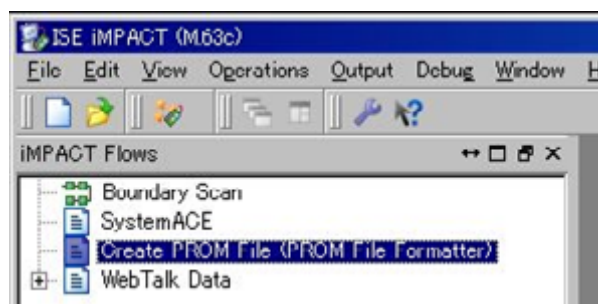 ISE iMPACT (M.63c)
File Edit View Operations Output Debug Window H
iMPACT Flows
Boundary Scan
SystemACE
Create PROM File (PROM File Formatter)
WebTalk Data